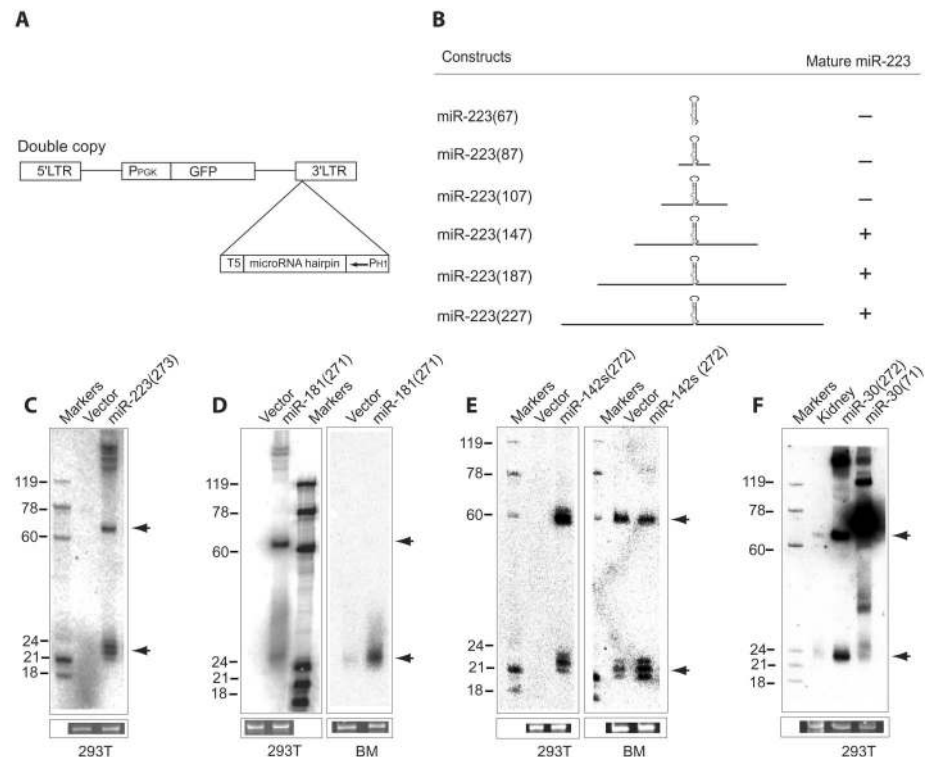 A
Double copy
5'LTR PPGK GFP 3'LTR
T5 microRNA hairpin PH1
B
Constructs Mature miR-223
miR-223(67) –
miR-223(87) –
miR-223(107) –
miR-223(147) +
miR-223(187) +
miR-223(227) +
C
Markers Vector miR-223(273)
119
78
60
24
21
18
293T
D
Vector miR-181(271) Markers Vector miR-181(271)
119
78
60
24
21
18
293T BM
E
Markers Vector miR-142s(272) Markers Vector miR-142s(272)
119
78
60
24
21
18
293T BM
F
Markers Kidney miR-30(272) miR-30(71)
119
78
60
24
21
18
293T